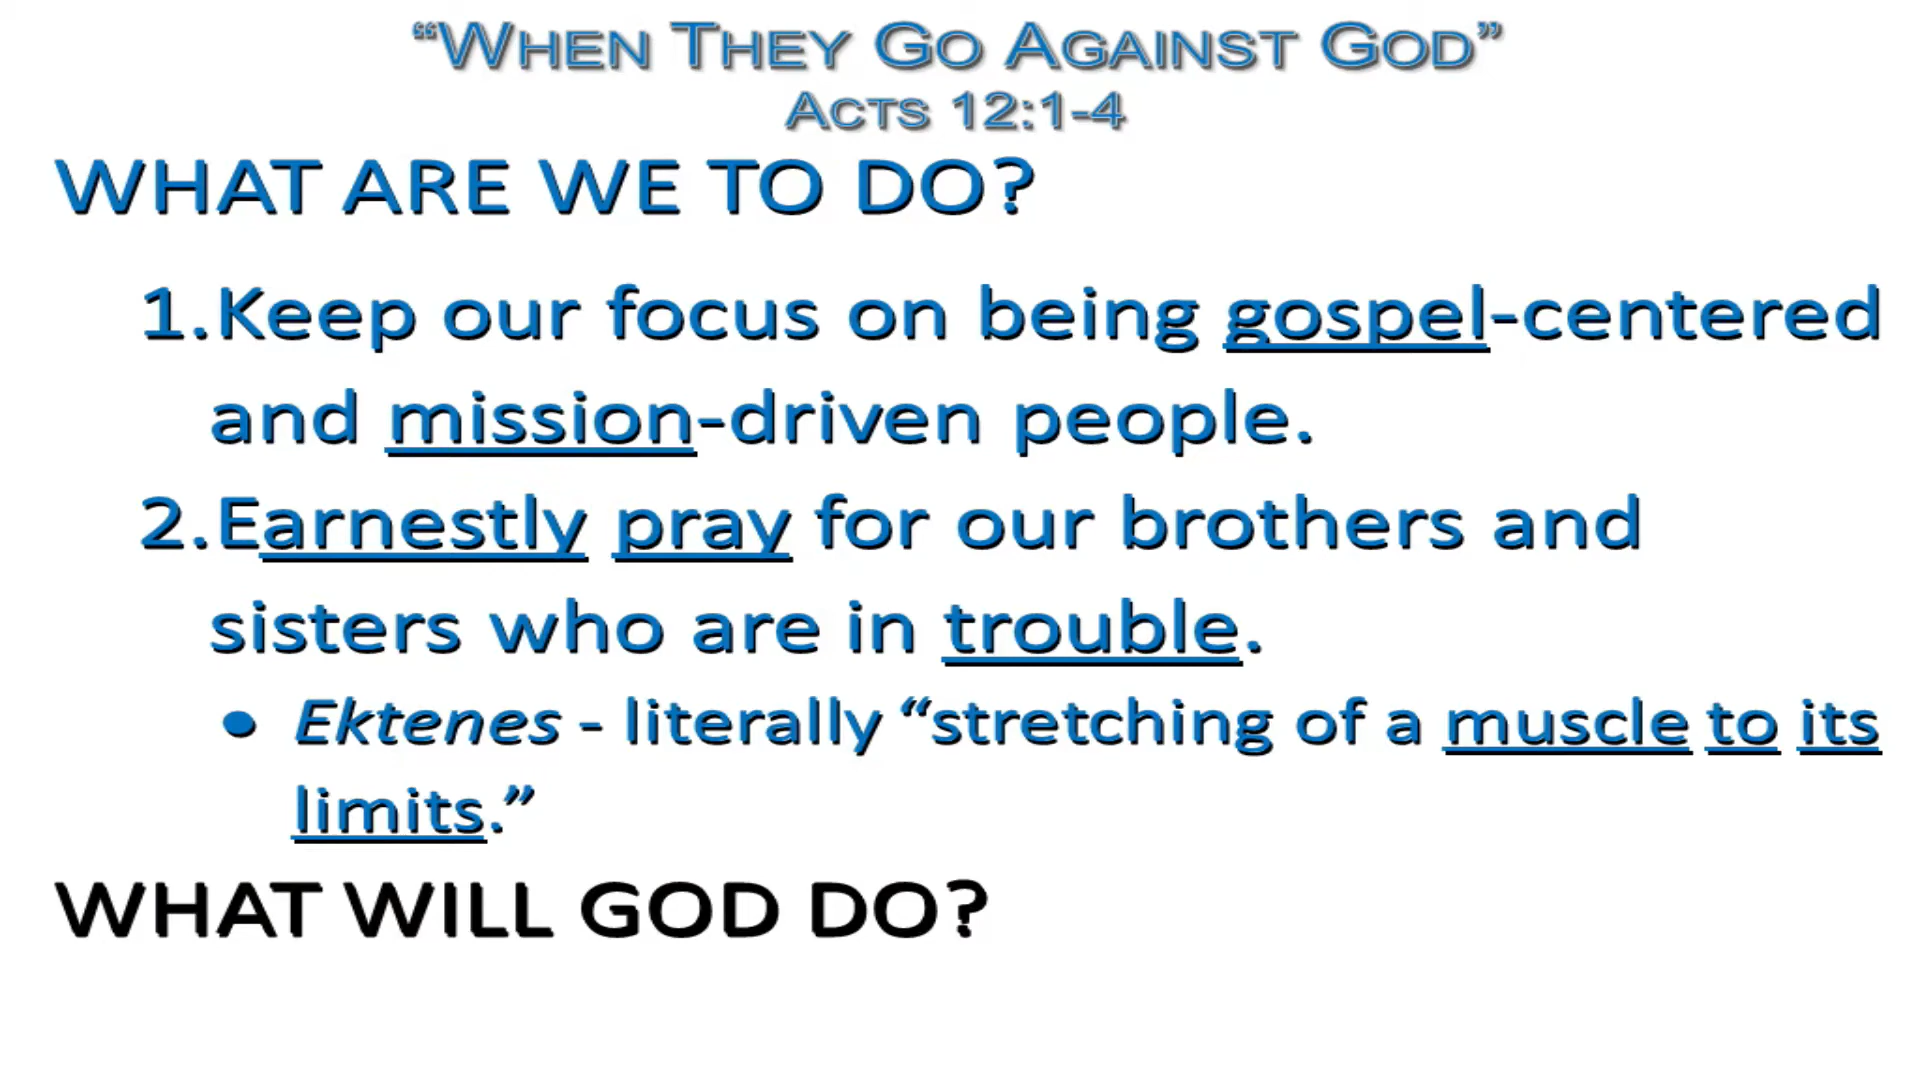 “When They Go Against God”
Acts 12:1-4
WHAT ARE WE TO DO?
1.Keep our focus on being gospel-centered
and mission-driven people.
2.Earnestly pray for our brothers and
sisters who are in trouble.
• Ektenes - literally “stretching of a muscle to its
limits.”
WHAT WILL GOD DO?